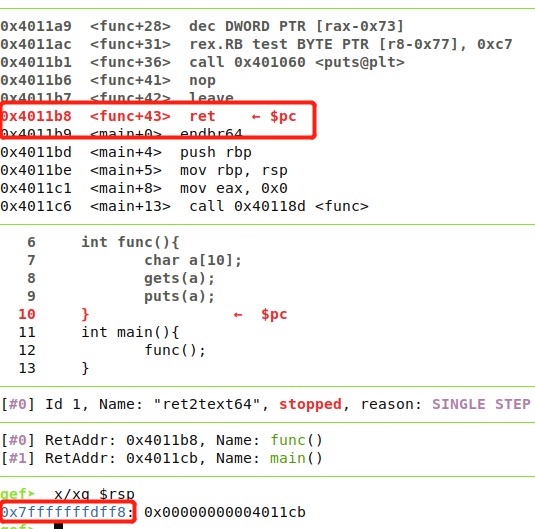 0x4011a9 <func+28> dec DWORD PTR [rax-0x73]
0x4011ac <func+31> rex.RB test BYTE PTR [r8-0x77], 0xc7
0x4011b1 <func+36> call 0x401060 <puts@plt>
0x4011b6 <func+41> nop
0x4011b7 <func+42> leave
0x4011b8 <func+43> ret ← $pc
0x4011b9 <main+0> endbr64
0x4011bd <main+4> push rbp
0x4011be <main+5> mov rbp, rsp
0x4011c1 <main+8> mov eax, 0x0
0x4011c6 <main+13> call 0x40118d <func>
6 int func(){
7 char a[10];
8 gets(a);
9 puts(a);
10 } ← $pc
11 int main(){
12 func();
13 }
[#0] Id 1, Name: "ret2text64", stopped, reason: SINGLE STEP
[#0] RetAddr: 0x4011b8, Name: func()
[#1] RetAddr: 0x4011cb, Name: main()
gef➤ x/xg $rsp
0x7fffffffdff8: 0x00000000004011cb
gef➤